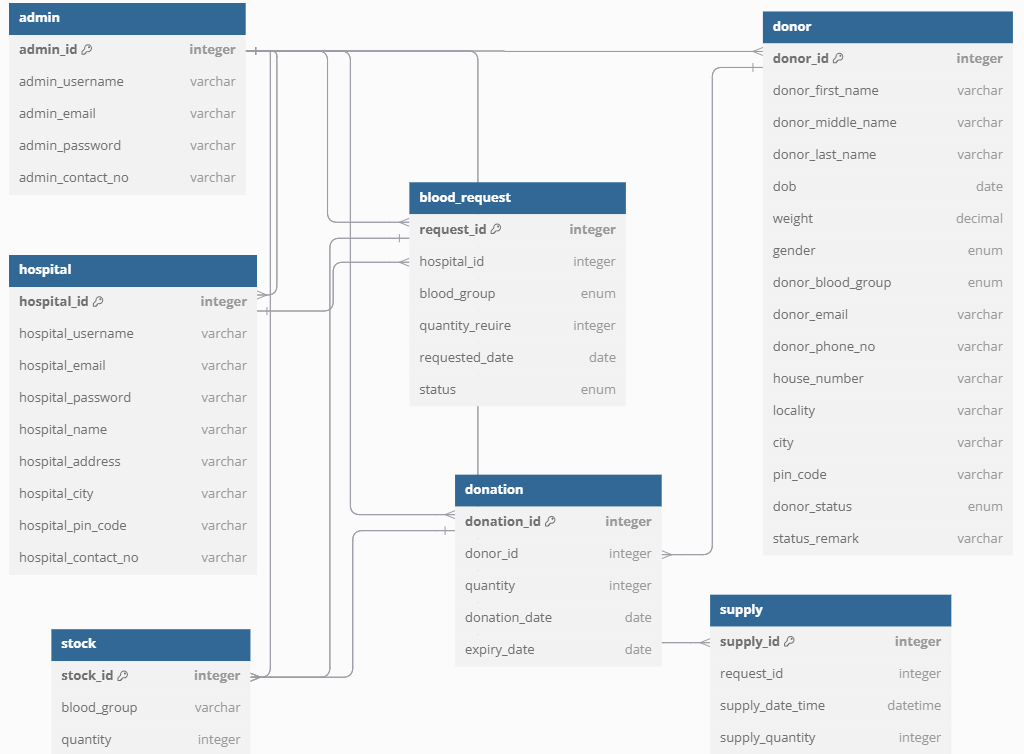 admin
admin_id integer
admin_username varchar
admin_email varchar
admin_password varchar
admin_contact_no varchar
hospital
hospital_id integer
hospital_username varchar
hospital_email varchar
hospital_password varchar
hospital_name varchar
hospital_address varchar
hospital_city varchar
hospital_pin_code varchar
hospital_contact_no varchar
stock
stock_id integer
blood_group varchar
quantity integer
blood_request
request_id integer
hospital_id integer
blood_group enum
quantity_reuire integer
requested_date date
status enum
donation
donation_id integer
donor_id integer
quantity integer
donation_date date
expiry_date date
donor
donor_id integer
donor_first_name varchar
donor_middle_name varchar
donor_last_name varchar
dob date
weight decimal
gender enum
donor_blood_group enum
donor_email varchar
donor_phone_no varchar
house_number varchar
locality varchar
city varchar
pin_code varchar
donor_status enum
status_remark varchar
supply
supply_id integer
request_id integer
supply_date_time datetime
supply_quantity integer